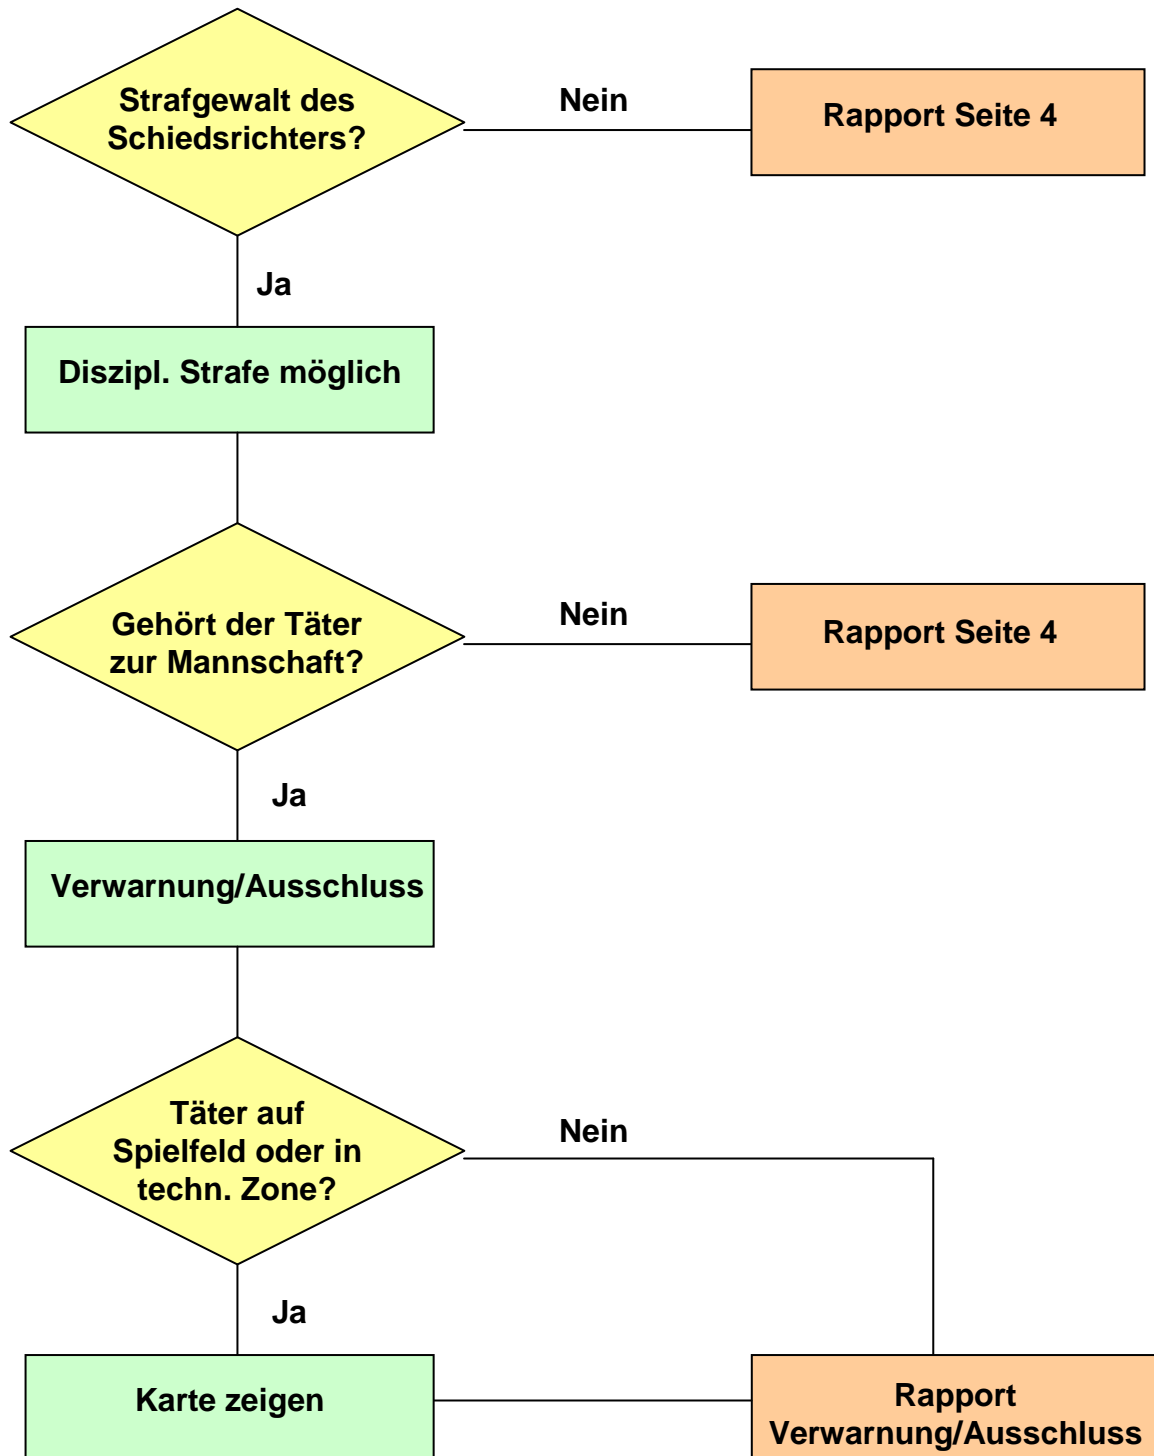 Strafgewalt des
Schiedsrichters?
Nein
Rapport Seite 4
Ja
Diszipl. Strafe möglich
Gehört der Täter
zur Mannschaft?
Nein
Rapport Seite 4
Ja
Verwarnung/Ausschluss
Täter auf
Spielfeld oder in
techn. Zone?
Nein
Ja
Karte zeigen
Rapport
Verwarnung/Ausschluss